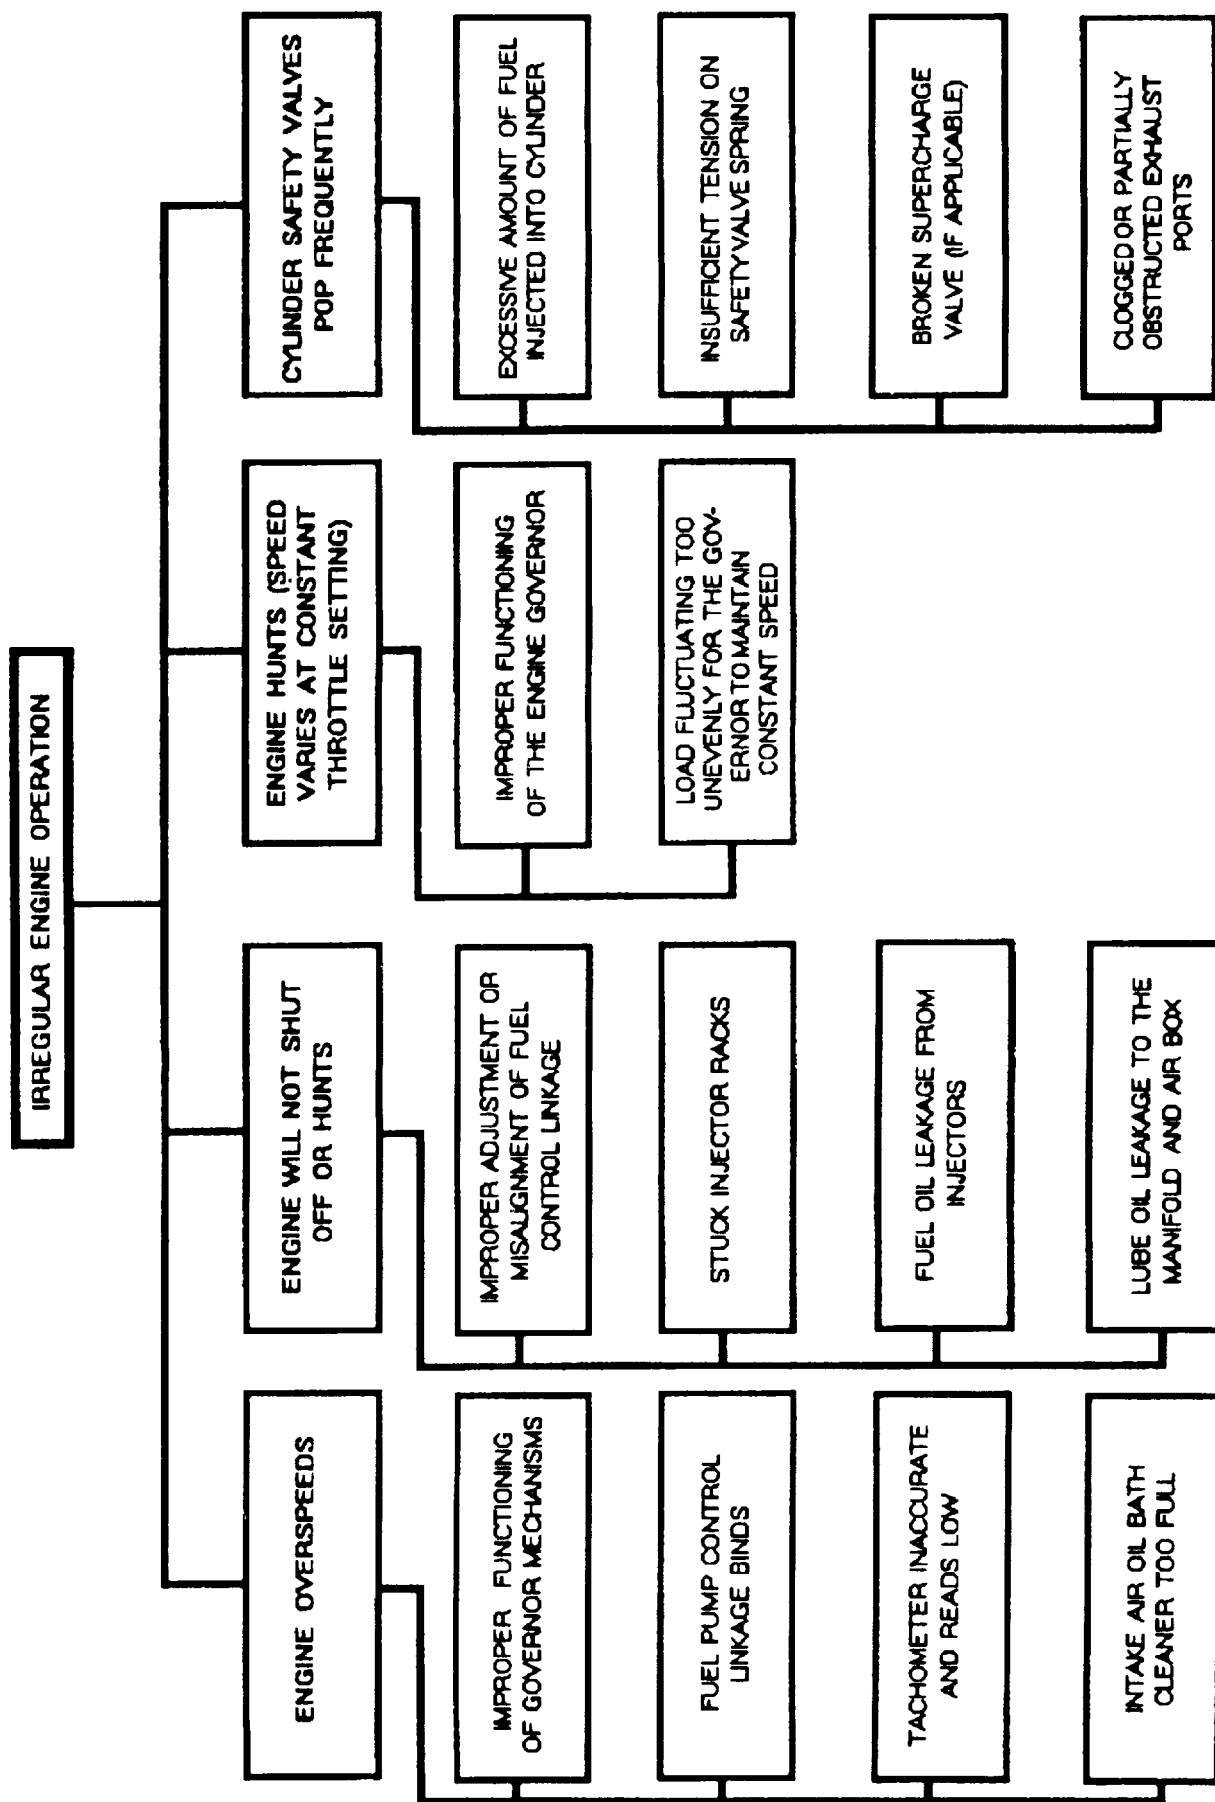 IRREGULAR ENGINE OPERATION
ENGINE OVERSPEEDS
IMPROPER FUNCTIONING
OF GOVERNOR MECHANISMS
FUEL PUMP CONTROL
LINKAGE BINDS
TACHOMETER INACCURATE
AND READS LOW
INTAKE AIR OIL BATH
CLEANER TOO FULL
ENGINE WILL NOT SHUT
OFF OR HUNTS
IMPROPER ADJUSTMENT OR
MISALIGNMENT OF FUEL
CONTROL LINKAGE
STUCK INJECTOR RACKS
FUEL OIL LEAKAGE FROM
INJECTORS
LUBE OIL LEAKAGE TO THE
MANIFOLD AND AIR BOX
ENGINE HUNTS (SPEED
VARIES AT CONSTANT
THROTTLE SETTING)
IMPROPER FUNCTIONING
OF THE ENGINE GOVERNOR
LOAD FLUCTUATING TOO
UNEVENLY FOR THE GOV-
ERNOR TO MAINTAIN
CONSTANT SPEED
CYLINDER SAFETY VALVES
POP FREQUENTLY
EXCESSIVE AMOUNT OF FUEL
INJECTED INTO CYLINDER
INSUFFICIENT TENSION ON
SAFETY VALVE SPRING
BROKEN SUPERCHARGE
VALVE (IF APPLICABLE)
CLOGGED OR PARTIALLY
OBSTRUCTED EXHAUST
PORTS